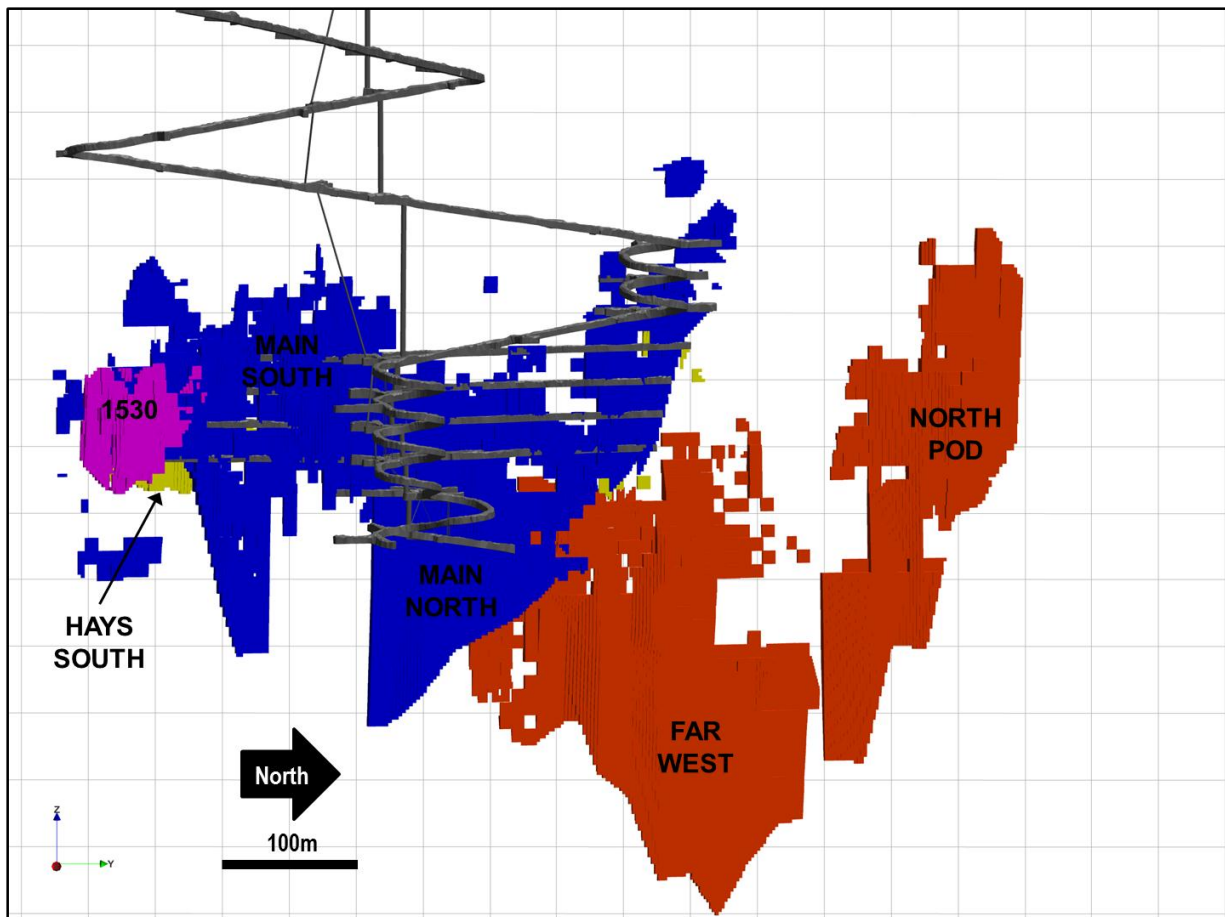 MAIN
SOUTH
1530
NORTH
POD
MAIN
NORTH
HAYS
SOUTH
FAR
WEST
North
100m
Z
Y